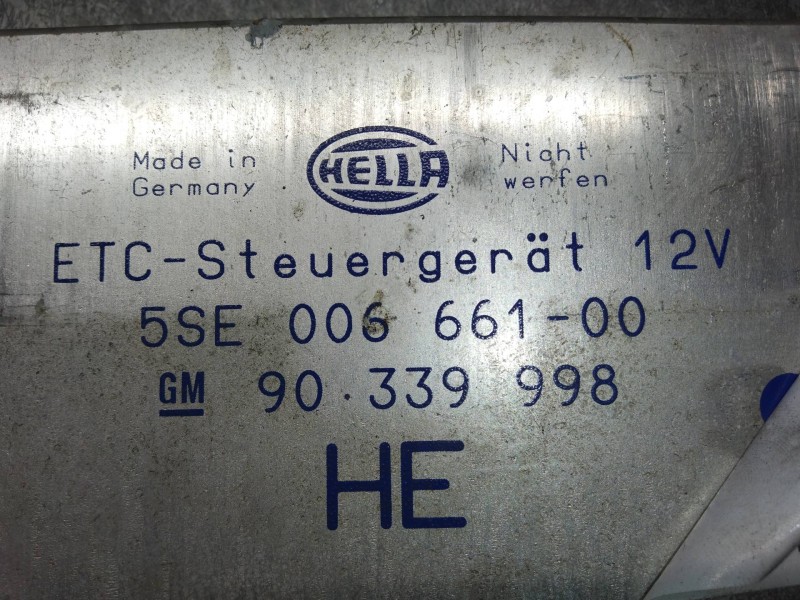 Made in
Germany
HELLA
Nicht
werfen
ETC-Steuergerät 12V
5SE 006 661-00
GM 90.339 998
HE